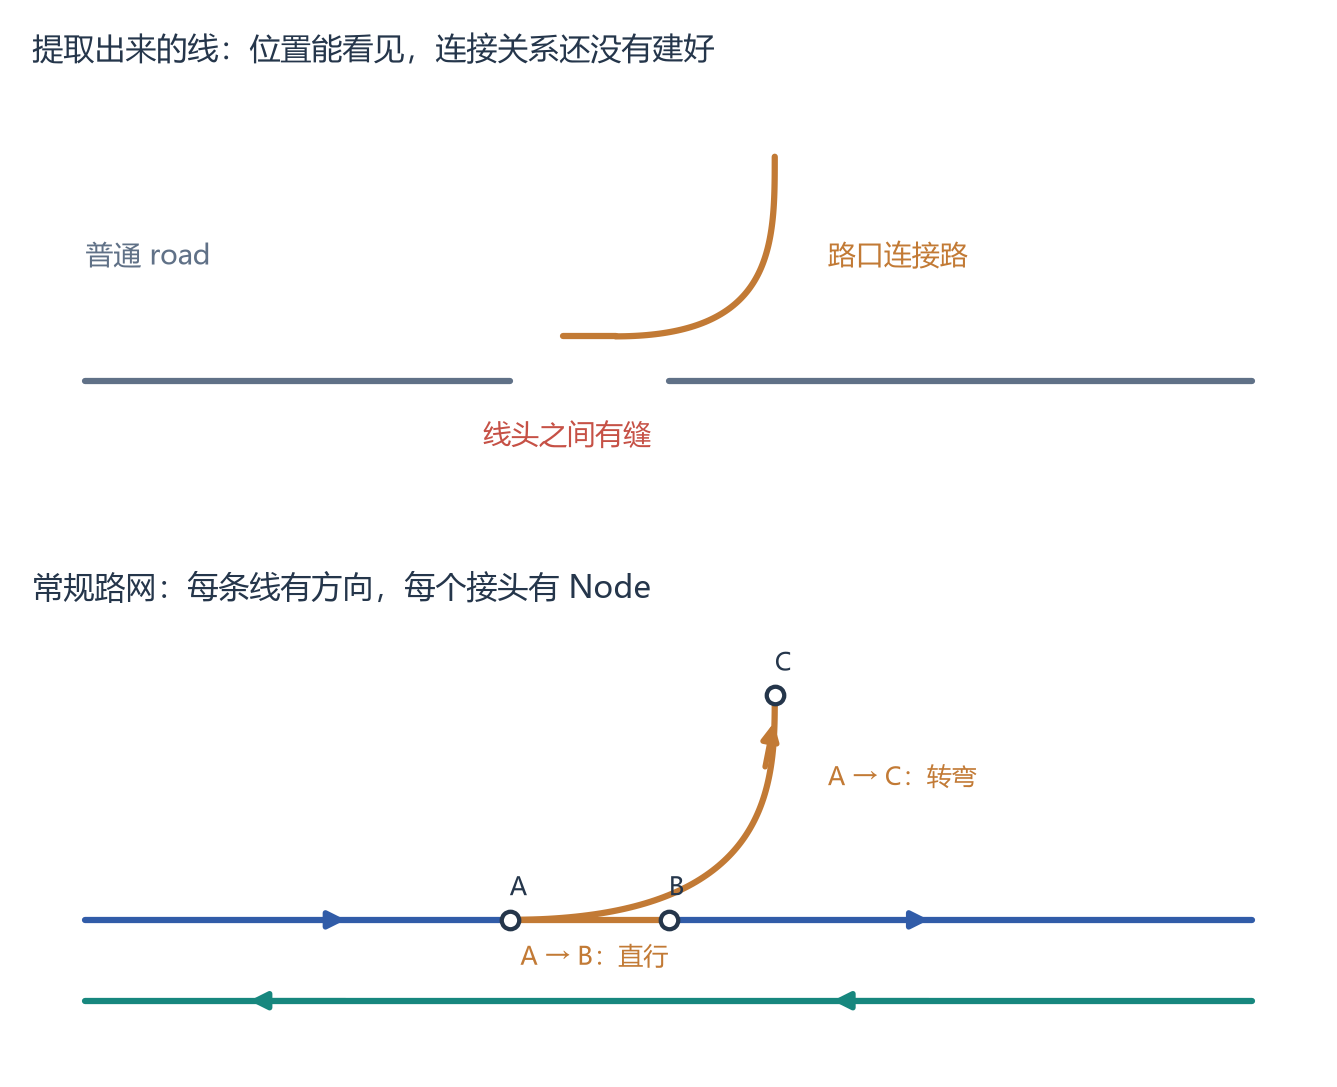 提取出来的线：位置能看见，连接关系还没有建好
普通 road
路口连接路
线头之间有缝
常规路网：每条线有方向，每个接头有 Node
C
A → C：转弯
A
B
A → B：直行